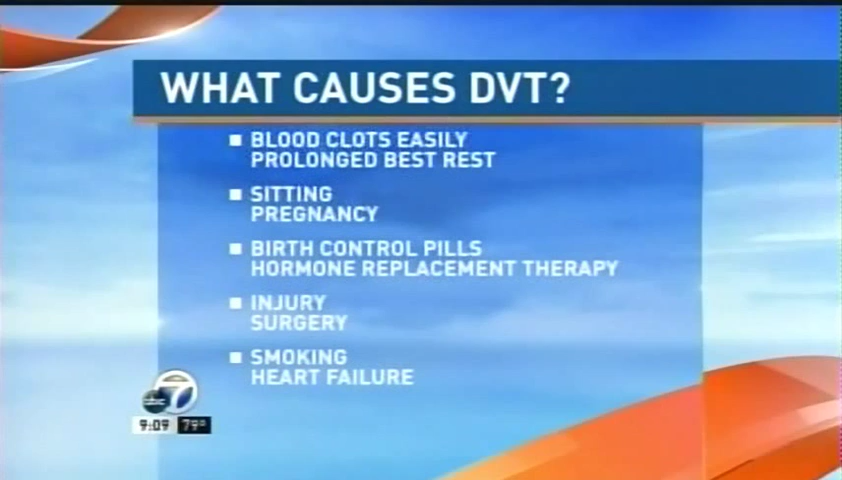 WHAT CAUSES DVT?
■ BLOOD CLOTS EASILY
PROLONGED BEST REST
■ SITTING
PREGNANCY
■ BIRTH CONTROL PILLS
HORMONE REPLACEMENT THERAPY
■ INJURY
SURGERY
■ SMOKING
HEART FAILURE
abc 7
9:09 79°